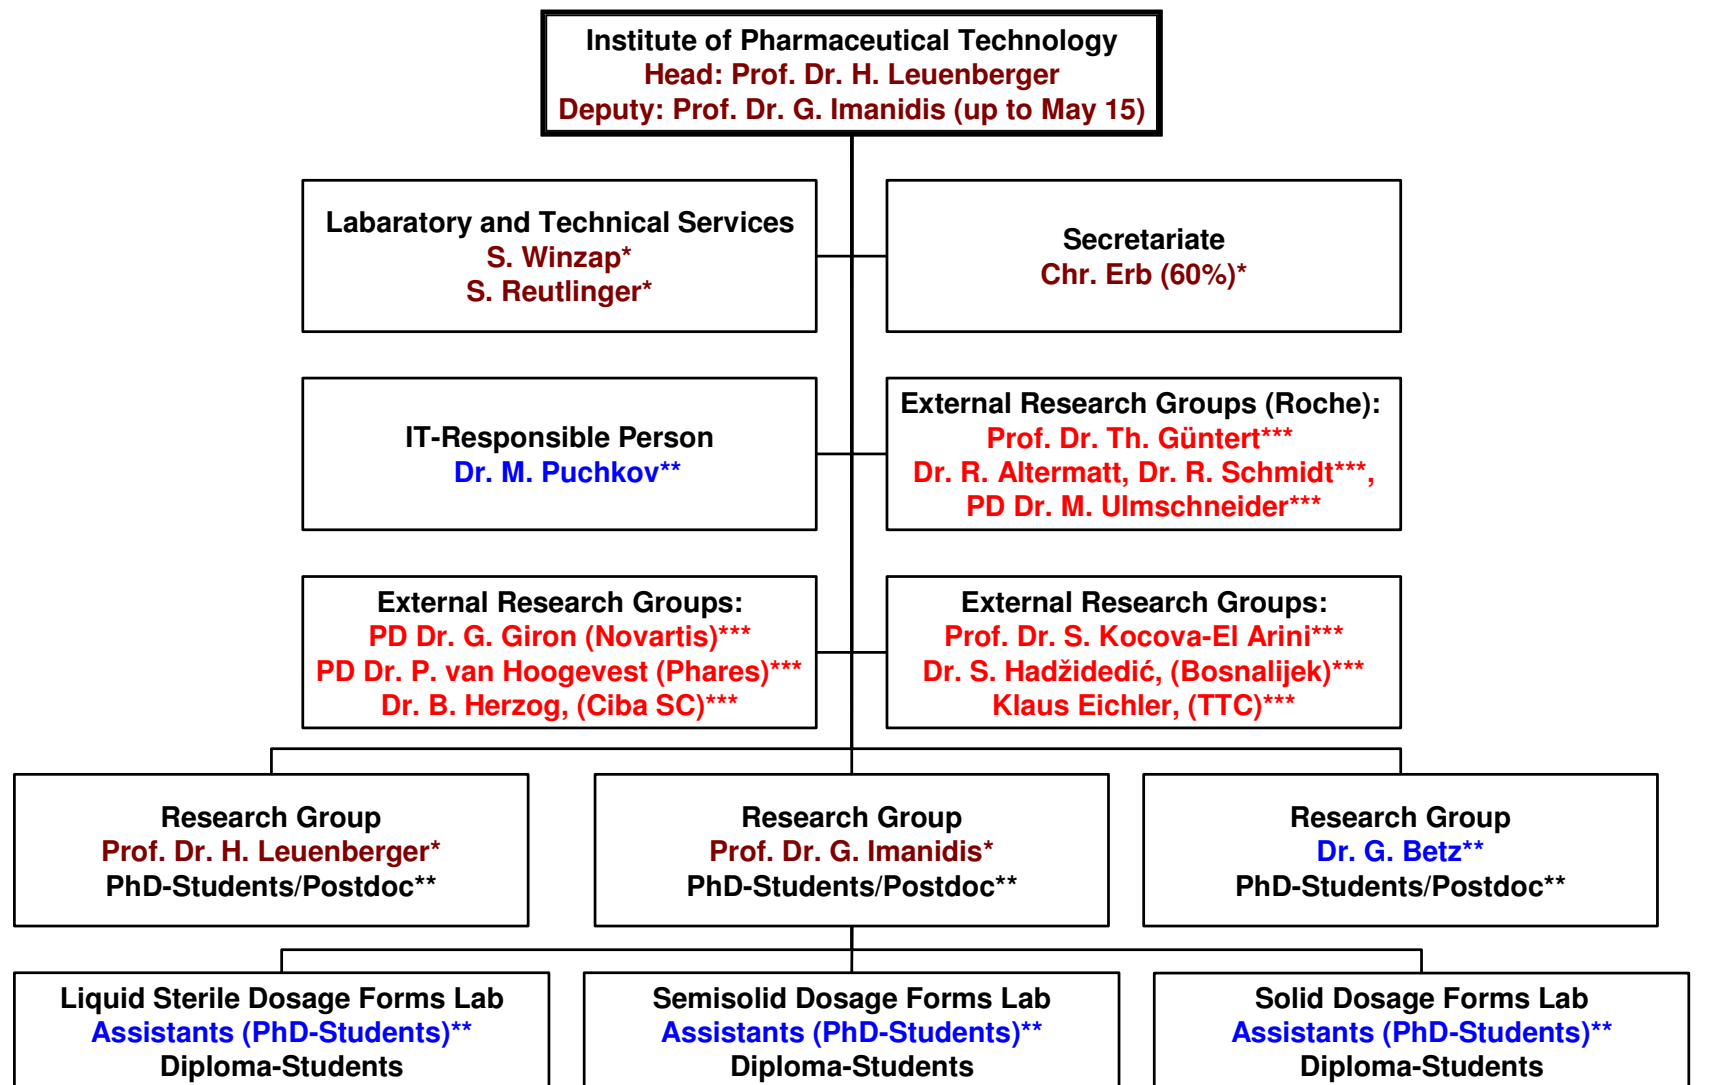 Institute of Pharmaceutical Technology
Head: Prof. Dr. H. Leuenberger
Deputy: Prof. Dr. G. Imanidis (up to May 15)
Labaratory and Technical Services
S. Winzap*
S. Reutlinger*
Secretariate
Chr. Erb (60%)*
IT-Responsible Person
Dr. M. Puchkov**
External Research Groups (Roche):
Prof. Dr. Th. Güntert***
Dr. R. Altermatt, Dr. R. Schmidt***,
PD Dr. M. Ulmschneider***
External Research Groups:
PD Dr. G. Giron (Novartis)***
PD Dr. P. van Hoogevest (Phares)***
Dr. B. Herzog, (Ciba SC)***
External Research Groups:
Prof. Dr. S. Kocova-El Arini***
Dr. S. Hadžidedić, (Bosnalijek)***
Klaus Eichler, (TTC)***
Research Group
Prof. Dr. H. Leuenberger*
PhD-Students/Postdoc**
Research Group
Prof. Dr. G. Imanidis*
PhD-Students/Postdoc**
Research Group
Dr. G. Betz**
PhD-Students/Postdoc**
Liquid Sterile Dosage Forms Lab
Assistants (PhD-Students)**
Diploma-Students
Semisolid Dosage Forms Lab
Assistants (PhD-Students)**
Diploma-Students
Solid Dosage Forms Lab
Assistants (PhD-Students)**
Diploma-Students